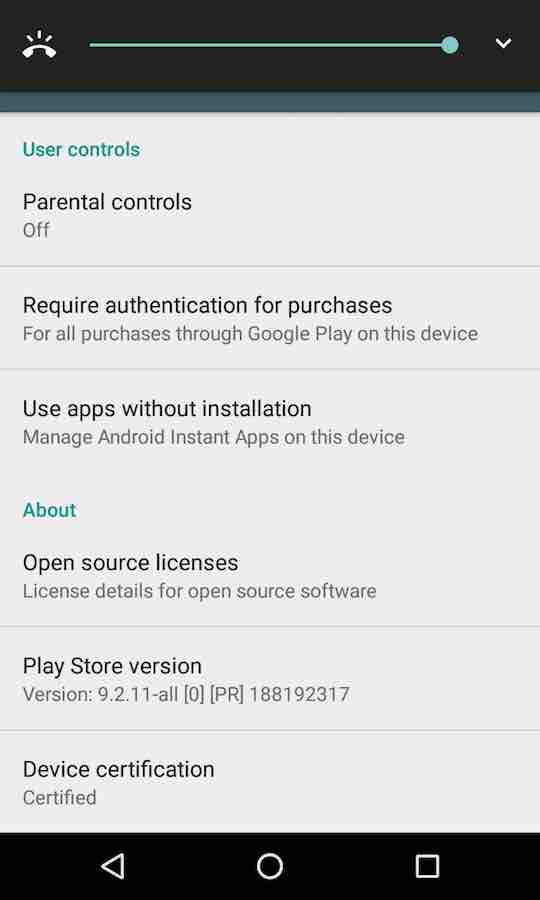 User controls
Parental controls
Off
Require authentication for purchases
For all purchases through Google Play on this device
Use apps without installation
Manage Android Instant Apps on this device
About
Open source licenses
License details for open source software
Play Store version
Version: 9.2.11-all [0] [PR] 188192317
Device certification
Certified